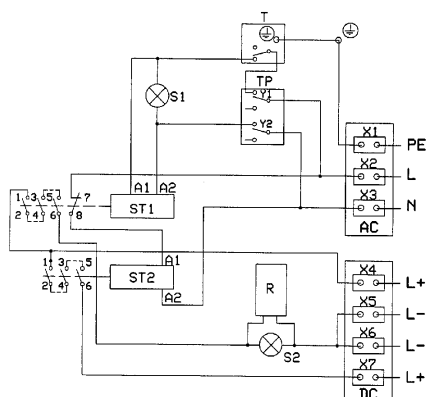 T
S1
TP
Y1
Y2
X1 PE
X2 L
X3 N
AC
A1 A2
1 3 5 7
2 4 6 8
ST1
A1
1 3 5
2 4 6
ST2
A2
R
S2
X4 L+
X5 L-
X6 L-
X7 L+
DC